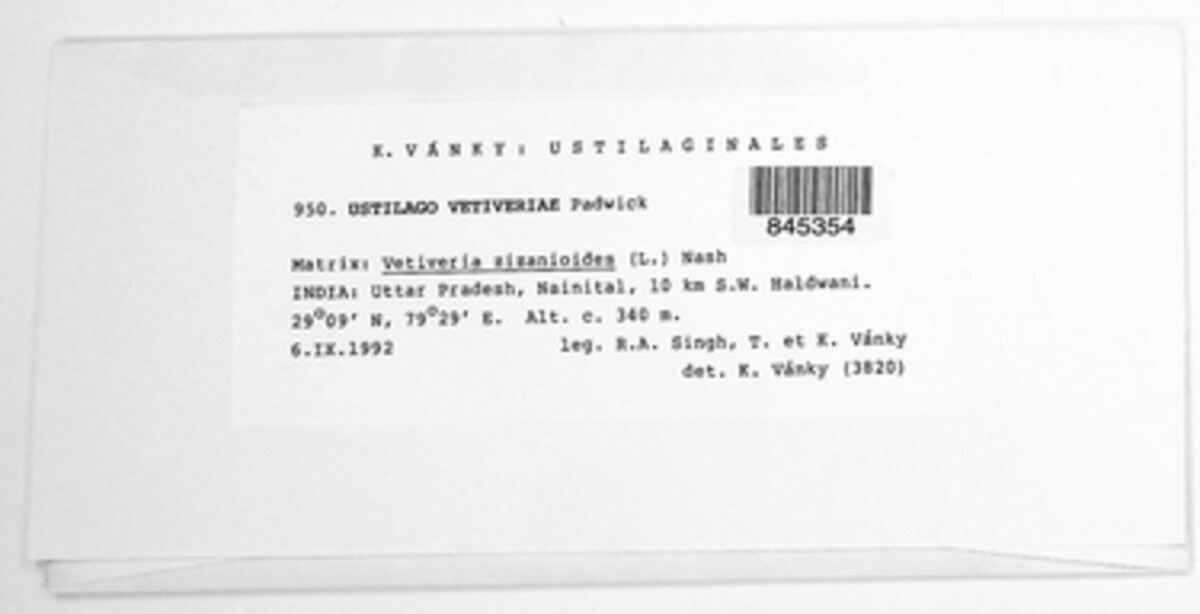 K. VÁNKY: USTILAGINALES
950. USTILAGO VETIVERIAE Padwick
845354
Matrix: Vetiveria zizanioides (L.) Nash
INDIA: Uttar Pradesh, Nainital, 10 km S.W. Haldwani.
29°09' N, 79°29' E. Alt. c. 340 m.
6.IX.1992 leg. R.A. Singh, T. et K. Vánky
det. K. Vánky (3820)